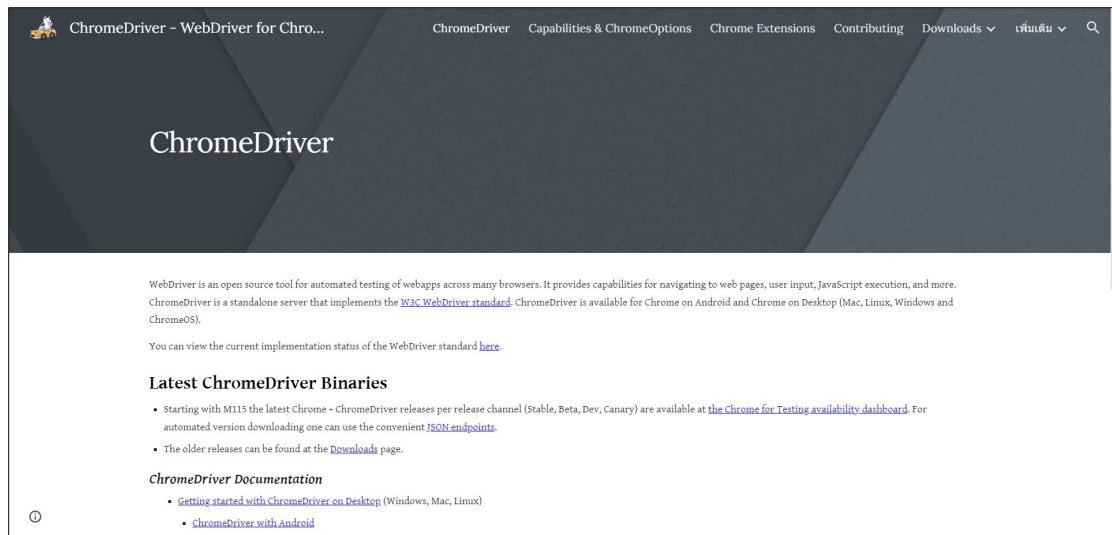 ChromeDriver - WebDriver for Chro...
ChromeDriver Capabilities & ChromeOptions Chrome Extensions Contributing Downloads เพิ่มเติม
ChromeDriver
WebDriver is an open source tool for automated testing of webapps across many browsers. It provides capabilities for navigating to web pages, user input, JavaScript execution, and more.
ChromeDriver is a standalone server that implements the W3C WebDriver standard. ChromeDriver is available for Chrome on Android and Chrome on Desktop (Mac, Linux, Windows and
ChromeOS).
You can view the current implementation status of the WebDriver standard here.
Latest ChromeDriver Binaries
▪ Starting with M115 the latest Chrome + ChromeDriver releases per release channel (Stable, Beta, Dev, Canary) are available at the Chrome for Testing availability dashboard. For
automated version downloading one can use the convenient JSON endpoints.
▪ The older releases can be found at the Downloads page.
ChromeDriver Documentation
▪ Getting started with ChromeDriver on Desktop (Windows, Mac, Linux)
▪ ChromeDriver with Android